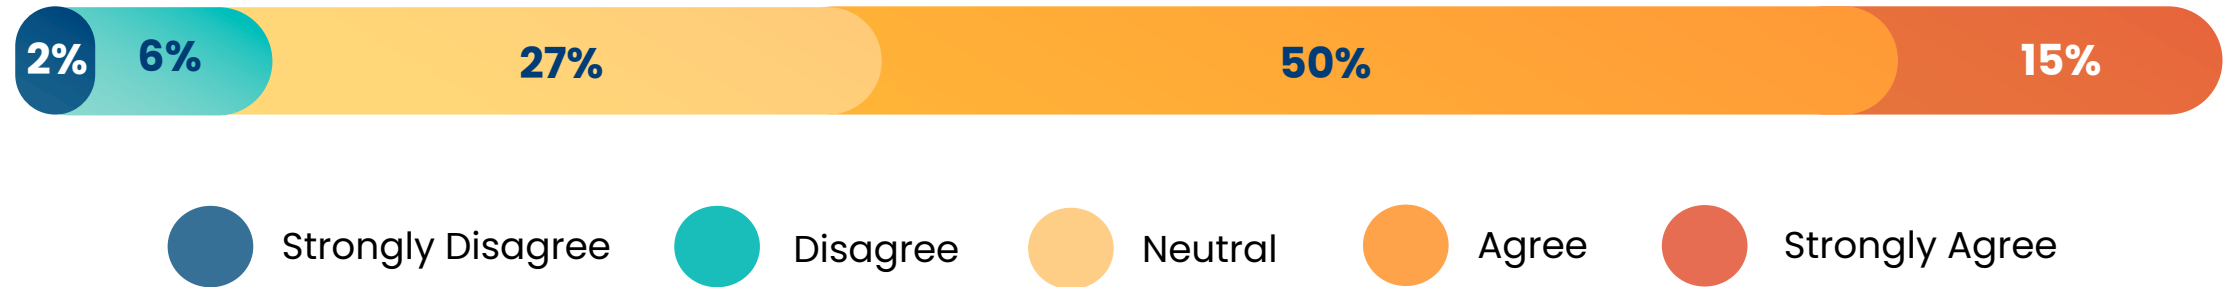 2% 6% 27% 50% 15%
Strongly Disagree Disagree Neutral Agree Strongly Agree